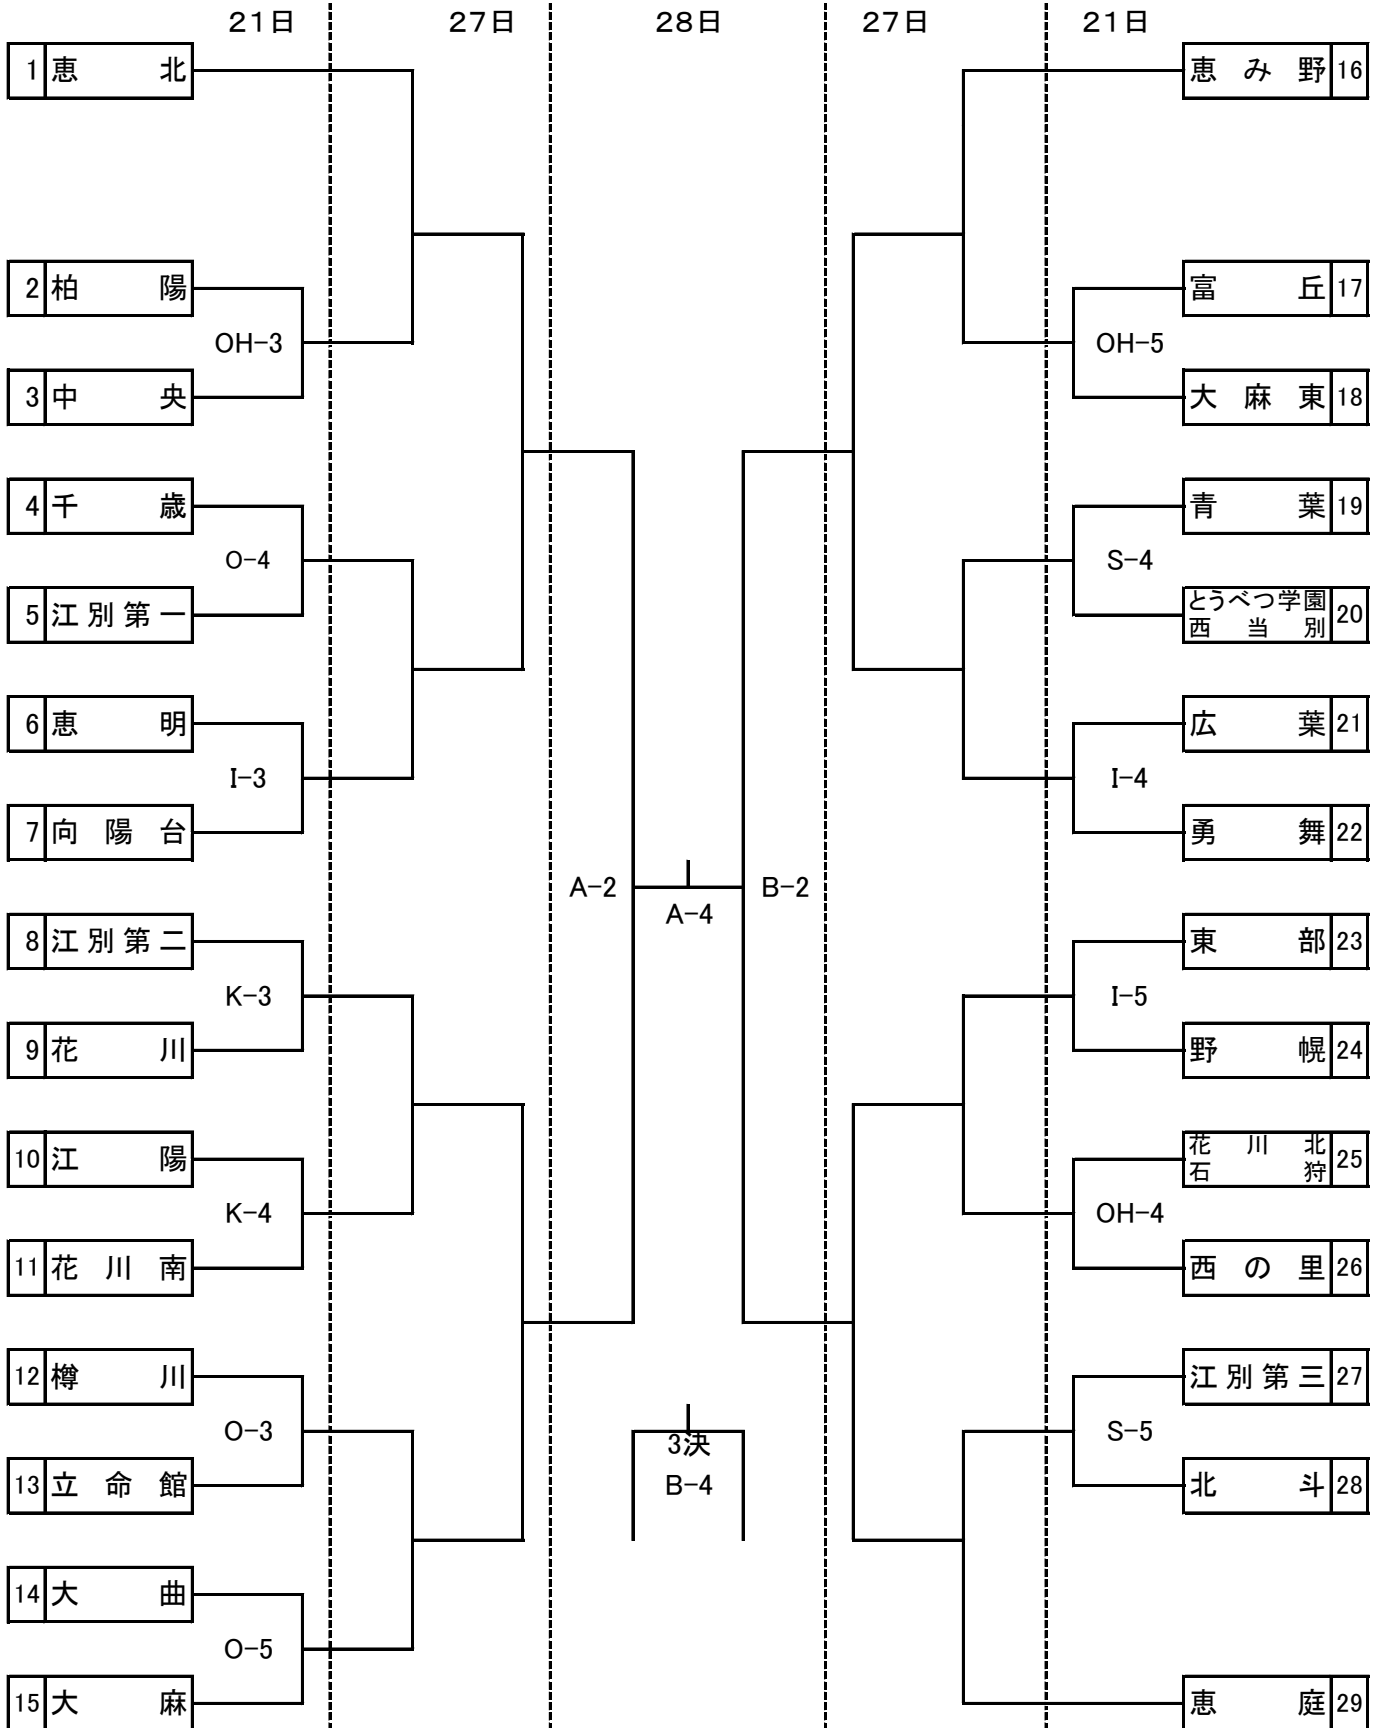 21日 27日 28日 27日 21日
1 恵北
恵み野 16
2 柏陽
富丘 17
OH-3
OH-5
3 中央
大麻東 18
4 千歳
青葉 19
O-4
S-4
5 江別第一
とうべつ学園
西当別 20
6 恵明
広葉 21
I-3
I-4
7 向陽台
勇舞 22
A-2
A-4
B-2
8 江別第二
東部 23
K-3
I-5
9 花川
野幌 24
10 江陽
花川北
石狩 25
K-4
OH-4
11 花川南
西の里 26
12 樽川
江別第三 27
O-3
3決
S-5
13 立命館
B-4
北斗 28
14 大曲
O-5
15 大麻
恵庭 29